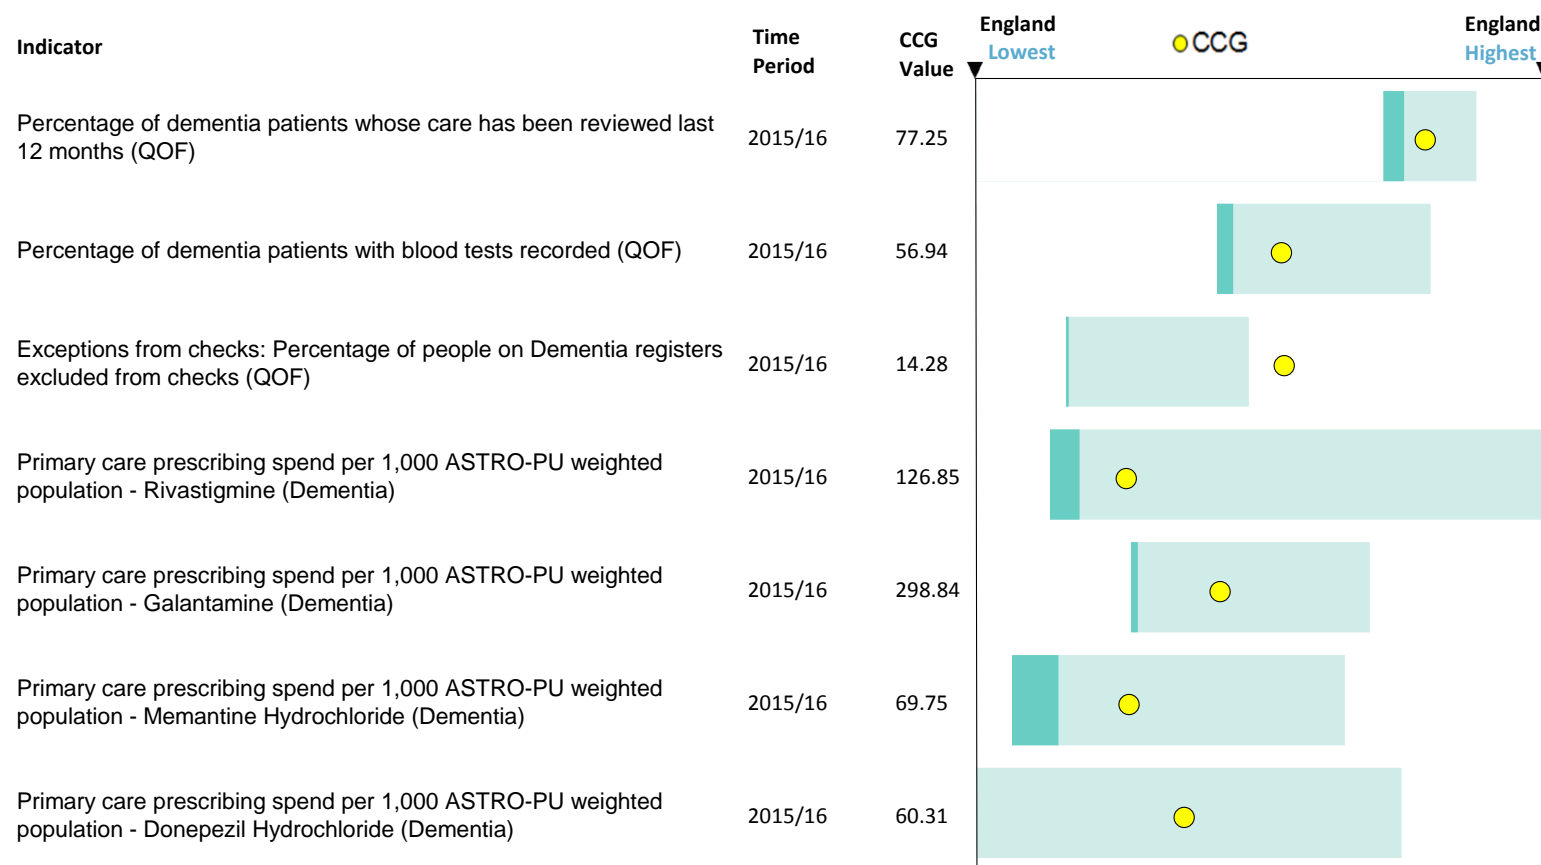 Indicator
Time
Period
CCG
Value
England
Lowest
CCG
England
Highest
Percentage of dementia patients whose care has been reviewed last
12 months (QOF)
2015/16
77.25
Percentage of dementia patients with blood tests recorded (QOF)
2015/16
56.94
Exceptions from checks: Percentage of people on Dementia registers
excluded from checks (QOF)
2015/16
14.28
Primary care prescribing spend per 1,000 ASTRO-PU weighted
population - Rivastigmine (Dementia)
2015/16
126.85
Primary care prescribing spend per 1,000 ASTRO-PU weighted
population - Galantamine (Dementia)
2015/16
298.84
Primary care prescribing spend per 1,000 ASTRO-PU weighted
population - Memantine Hydrochloride (Dementia)
2015/16
69.75
Primary care prescribing spend per 1,000 ASTRO-PU weighted
population - Donepezil Hydrochloride (Dementia)
2015/16
60.31